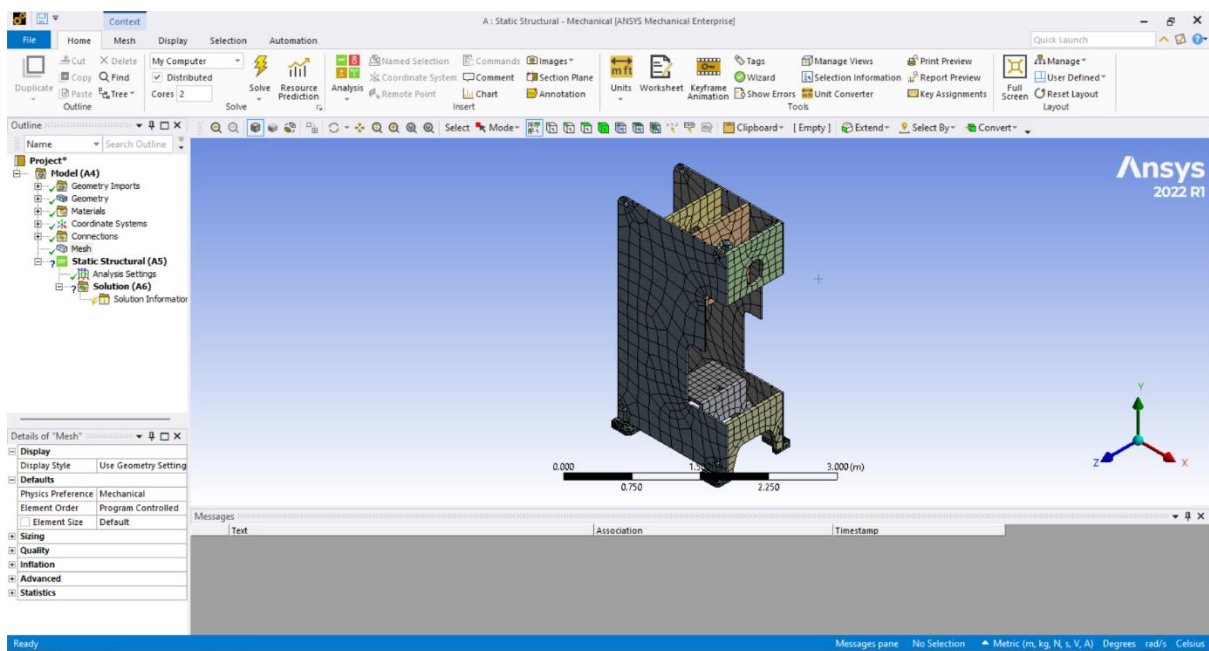 Context
A : Static Structural - Mechanical [ANSYS Mechanical Enterprise]
File Home Mesh Display Selection Automation
Quick Launch
Duplicate
Cut
Copy
Paste
Delete
Find
Tree
Outline
My Computer
Distributed
Cores 2
Solve
Resource Prediction
Solve
Analysis
Named Selection
Coordinate System
Remote Point
Commands
Comment
Chart
Images
Section Plane
Annotation
Insert
Units
Worksheet
Keyframe Animation
Tags
Wizard
Show Errors
Manage Views
Selection Information
Unit Converter
Print Preview
Report Preview
Key Assignments
Tools
Full Screen
Manage
User Defined
Reset Layout
Layout
Outline
Select Mode Clipboard [ Empty ] Extend Select By Convert
Name Search Outline
Project*
Model (A4)
Geometry Imports
Geometry
Materials
Coordinate Systems
Connections
Mesh
Static Structural (A5)
Analysis Settings
Solution (A6)
Solution Information
Ansys
2022 R1
0.000 1.500 3.000 (m)
0.750 2.250
Y
Z X
Details of "Mesh"
Display
Display Style Use Geometry Setting
Defaults
Physics Preference Mechanical
Element Order Program Controlled
Element Size Default
Sizing
Quality
Inflation
Advanced
Statistics
Messages
Text Association Timestamp
Ready
Messages pane No Selection Metric (m, kg, N, s, V, A) Degrees rad/s Celsius